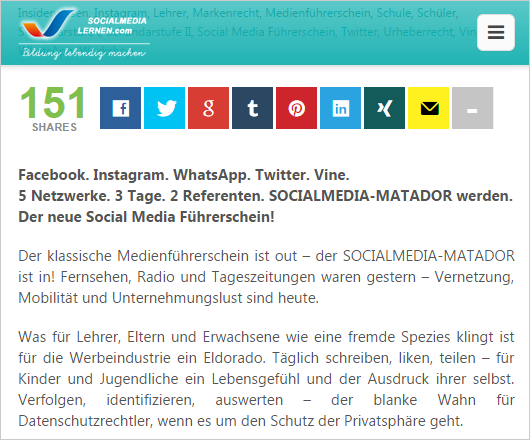 Insiderwissen, Instagram, Lehrer, Markenrecht, Medienführerschein, Schule, Schüler,
II, Social Media Führerschein, Twitter, Urheberrecht,
SOCIALMEDIA
LERNEN.com
Bildung lebendig machen
151
SHARES
Facebook. Instagram. WhatsApp. Twitter. Vine.
5 Netzwerke. 3 Tage. 2 Referenten. SOCIALMEDIA-MATADOR werden.
Der neue Social Media Führerschein!
Der klassische Medienführerschein ist out – der SOCIALMEDIA-MATADOR
ist in! Fernsehen, Radio und Tageszeitungen waren gestern – Vernetzung,
Mobilität und Unternehmungslust sind heute.
Was für Lehrer, Eltern und Erwachsene wie eine fremde Spezies klingt ist
für die Werbeindustrie ein Eldorado. Täglich schreiben, liken, teilen – für
Kinder und Jugendliche ein Lebensgefühl und der Ausdruck ihrer selbst.
Verfolgen, identifizieren, auswerten – der blanke Wahn für
Datenschutzrechtler, wenn es um den Schutz der Privatsphäre geht.